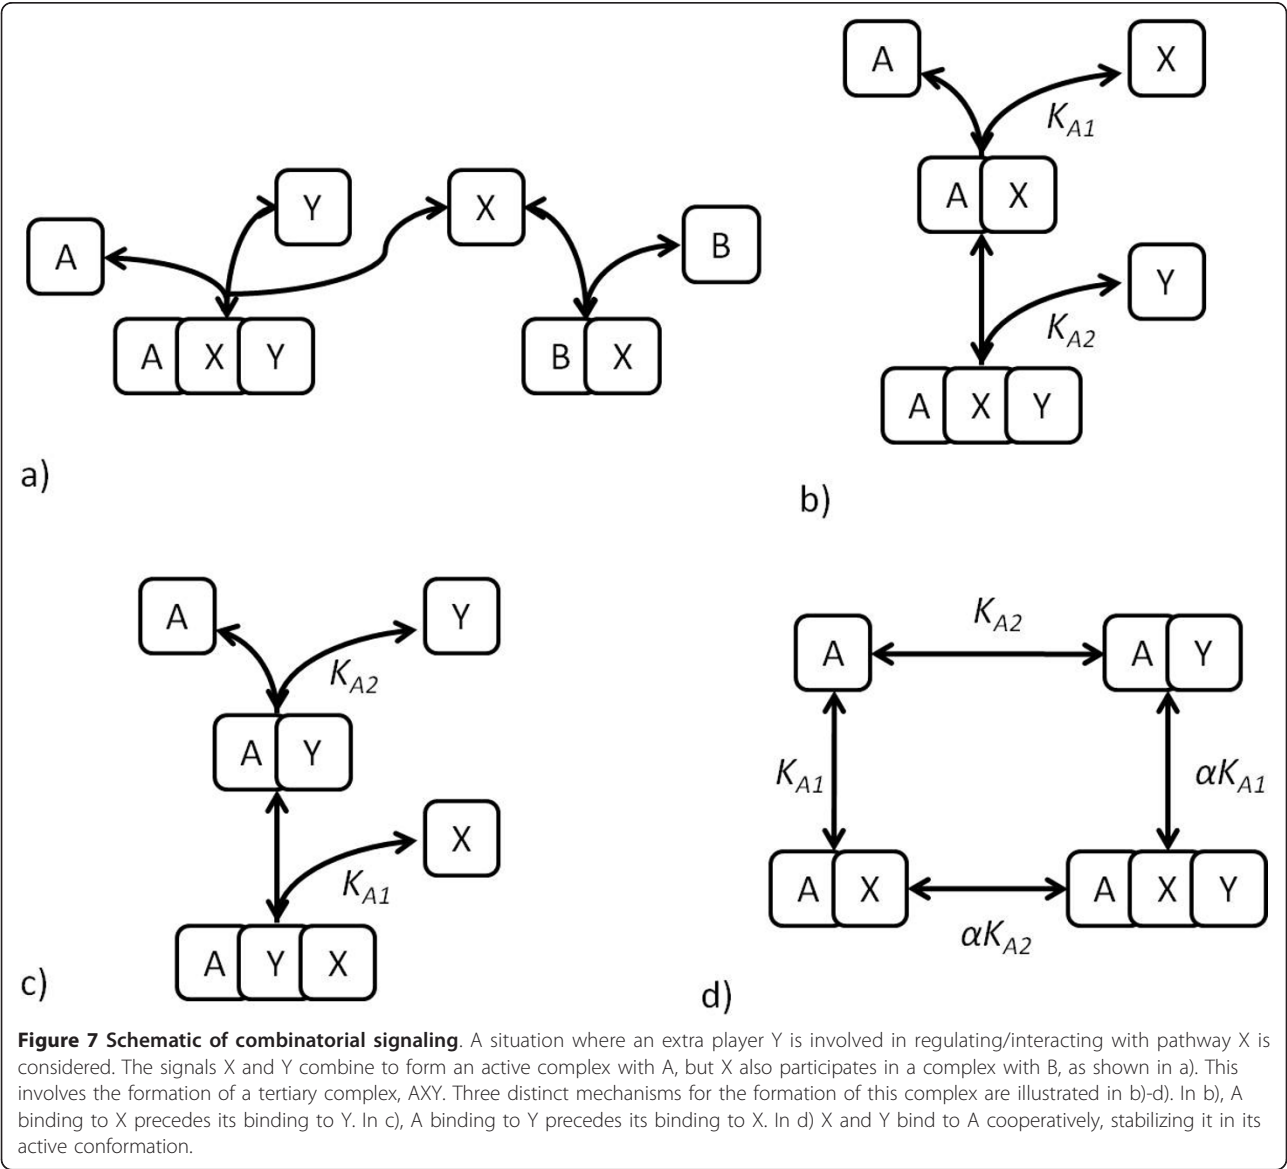 A
Y
X
B
A X Y
B X
a)
A
X
K_A1
A X
Y
K_A2
A X Y
b)
A
Y
K_A2
A Y
X
K_A1
A Y X
c)
K_A2
A
A Y
K_A1
αK_A1
A X
A X Y
αK_A2
d)
Figure 7 Schematic of combinatorial signaling. A situation where an extra player Y is involved in regulating/interacting with pathway X is
considered. The signals X and Y combine to form an active complex with A, but X also participates in a complex with B, as shown in a). This
involves the formation of a tertiary complex, AXY. Three distinct mechanisms for the formation of this complex are illustrated in b)-d). In b), A
binding to X precedes its binding to Y. In c), A binding to Y precedes its binding to X. In d) X and Y bind to A cooperatively, stabilizing it in its
active conformation.